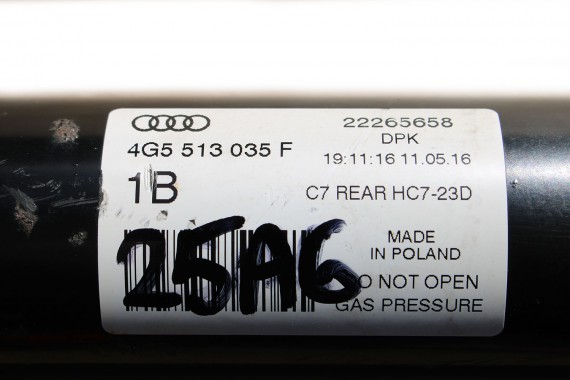 22265658
4G5 513 035 F
DPK
19:11:16 11.05.16
1B
C7 REAR HC7-23D
MADE
IN POLAND
25A6
DO NOT OPEN
GAS PRESSURE